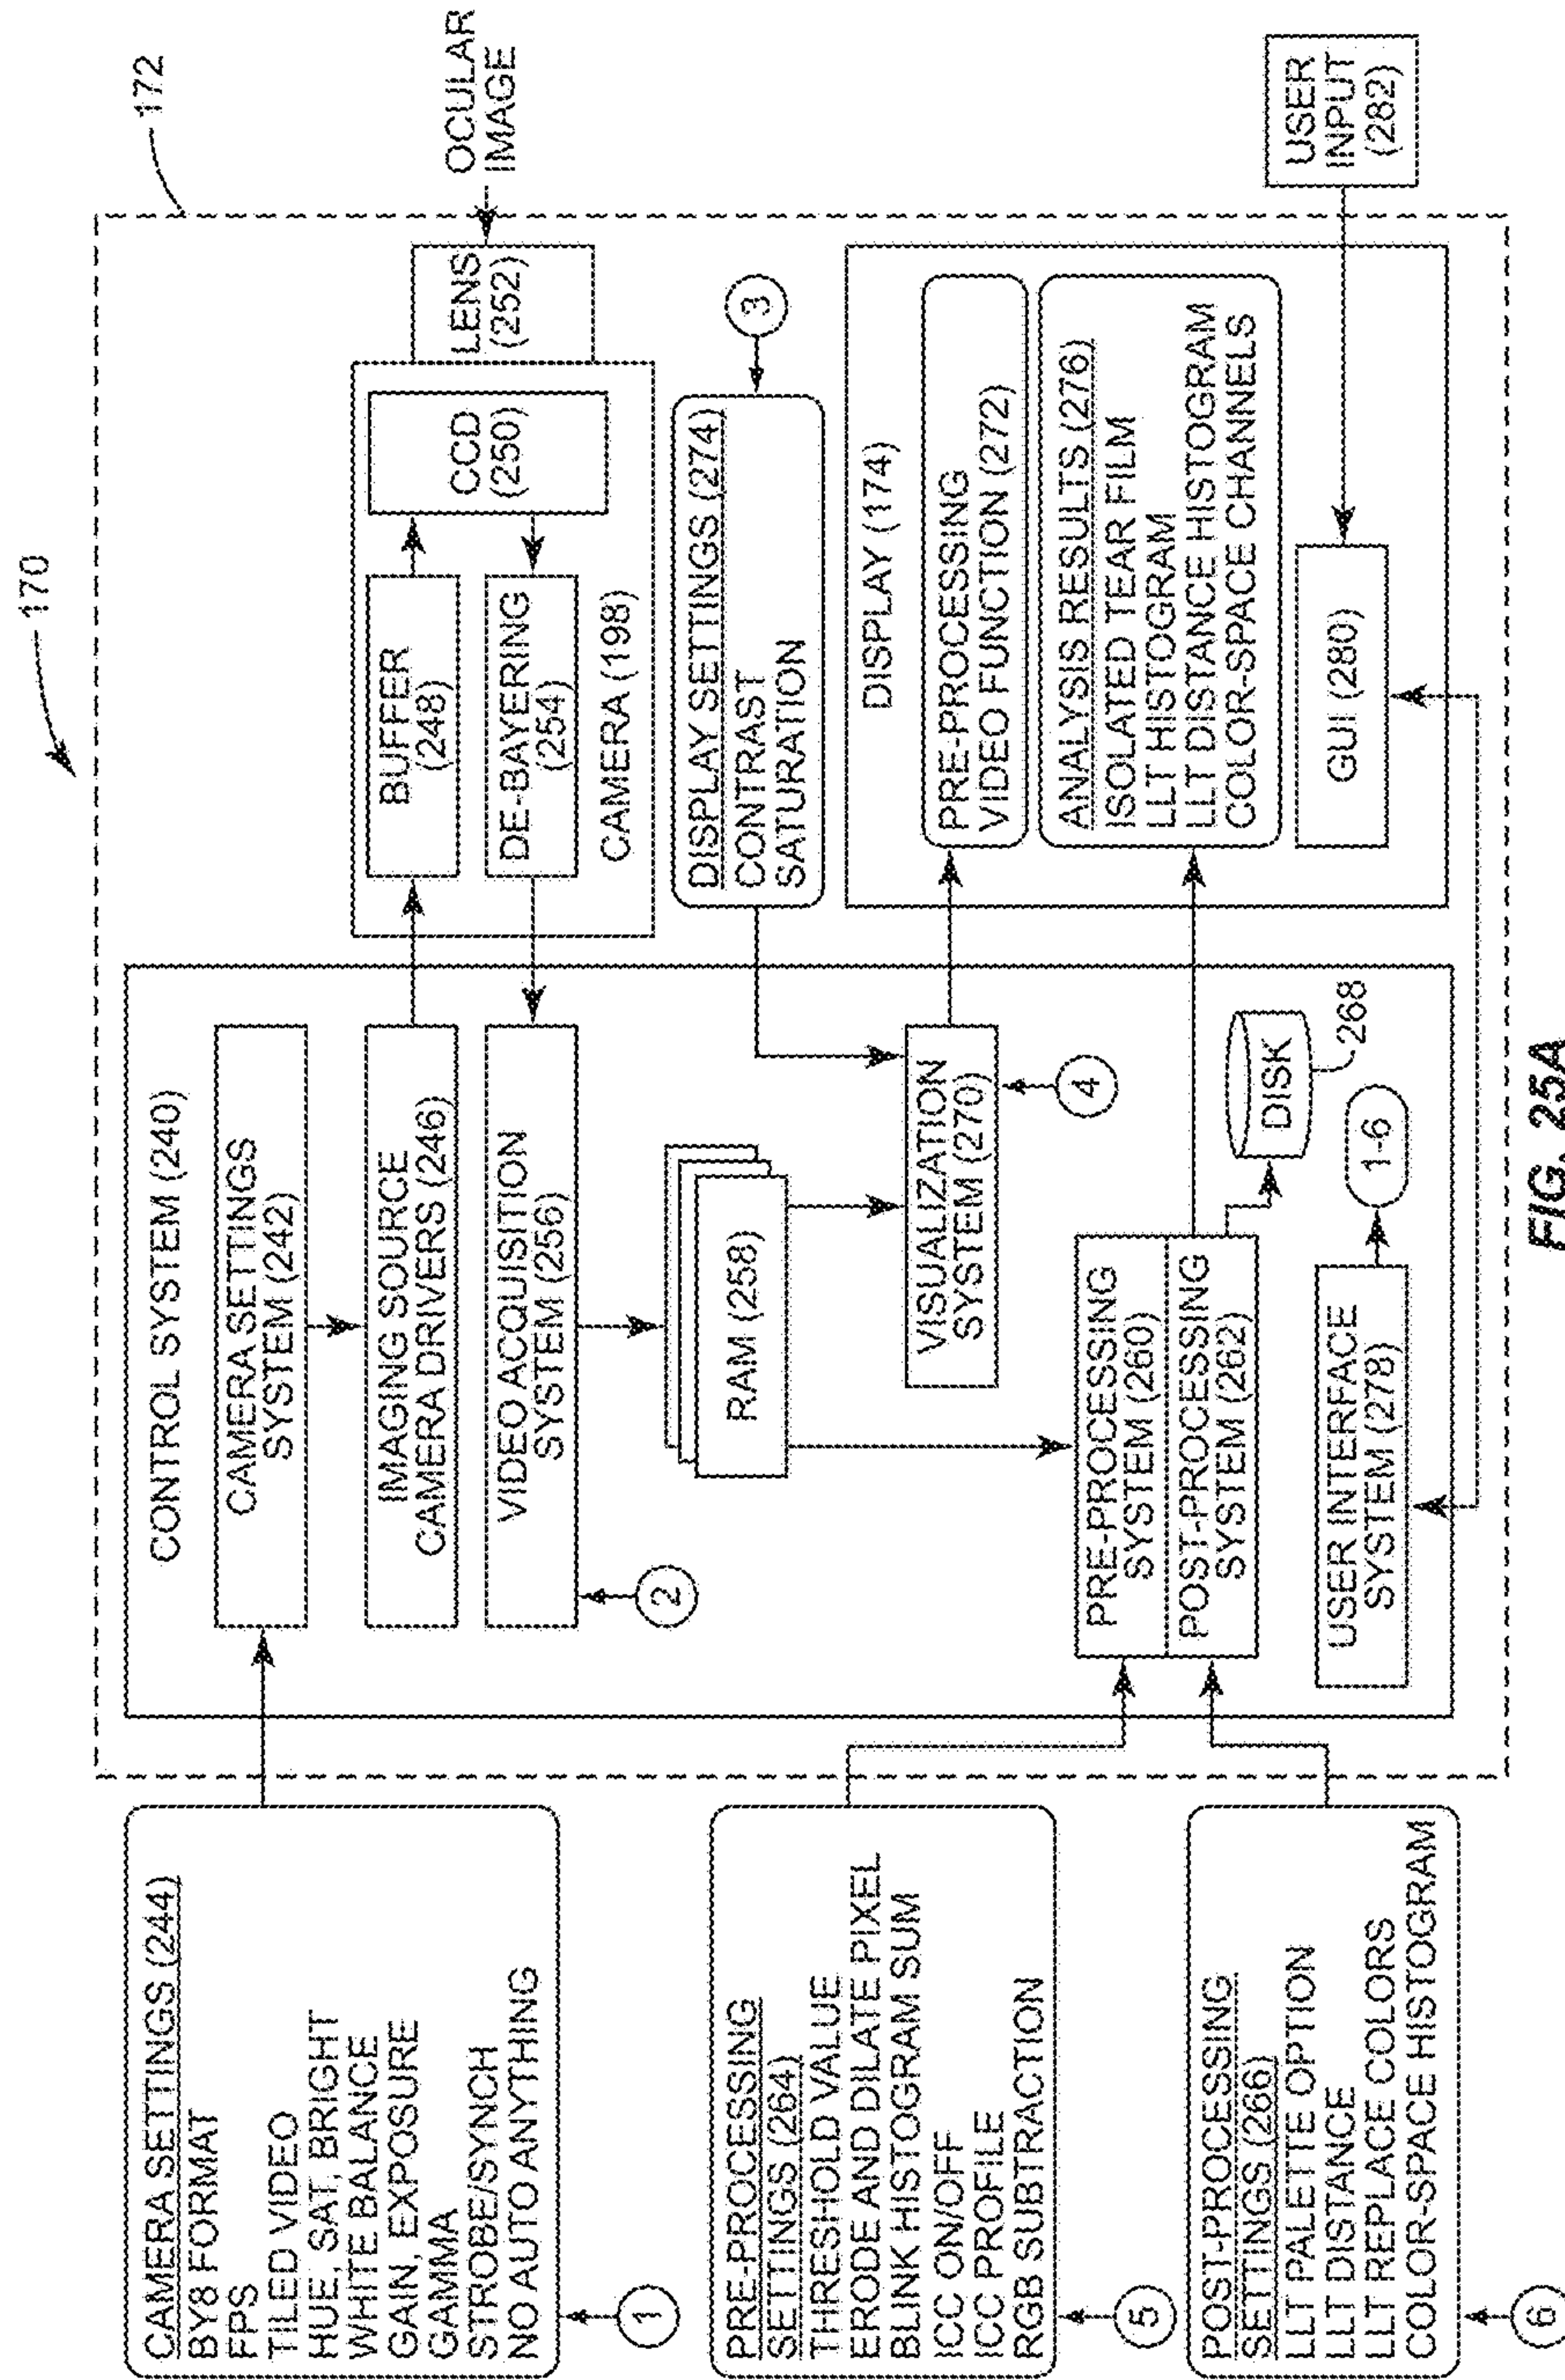 170
172
CAMERA SETTINGS (244)
BY8 FORMAT
FPS
TILED VIDEO
HUE, SAT, BRIGHT
WHITE BALANCE
GAIN, EXPOSURE
GAMMA
STROBE/SYNCH
NO AUTO ANYTHING
1
PRE-PROCESSING
SETTINGS (264)
THRESHOLD VALUE
ERODE AND DILATE PIXEL
BLINK HISTOGRAM SUM
ICC ON/OFF
ICC PROFILE
RGB SUBTRACTION
5
POST-PROCESSING
SETTINGS (266)
LLT PALETTE OPTION
LLT DISTANCE
LLT REPLACE COLORS
COLOR-SPACE HISTOGRAM
6
CONTROL SYSTEM (240)
CAMERA SETTINGS
SYSTEM (242)
IMAGING SOURCE
CAMERA DRIVERS (246)
VIDEO ACQUISITION
SYSTEM (256)
2
RAM (258)
VISUALIZATION
SYSTEM (270)
4
PRE-PROCESSING
SYSTEM (260)
POST-PROCESSING
SYSTEM (262)
DISK
268
USER INTERFACE
SYSTEM (278)
1-6
BUFFER
(248)
CCD
(250)
DE-BAYERING
(254)
CAMERA (198)
LENS
(252)
OCULAR
IMAGE
DISPLAY SETTINGS (274)
CONTRAST
SATURATION
3
DISPLAY (174)
PRE-PROCESSING
VIDEO FUNCTION (272)
ANALYSIS RESULTS (276)
ISOLATED TEAR FILM
LLT HISTOGRAM
LLT DISTANCE HISTOGRAM
COLOR-SPACE CHANNELS
GUI (280)
USER
INPUT
(282)
FIG. 25A